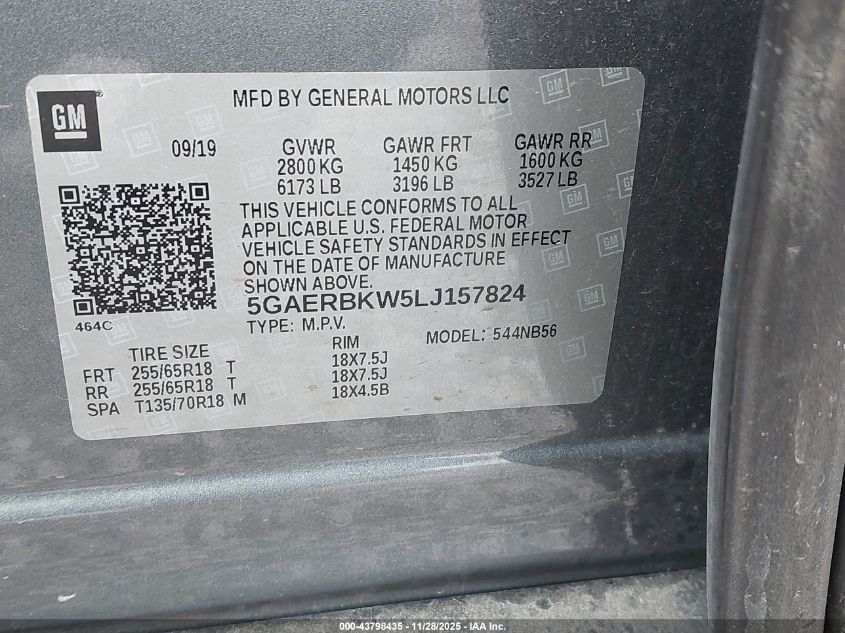 GM
MFD BY GENERAL MOTORS LLC
09/19
GVWR GAWR FRT GAWR RR
2800 KG 1450 KG 1600 KG
6173 LB 3196 LB 3527 LB
THIS VEHICLE CONFORMS TO ALL
APPLICABLE U.S. FEDERAL MOTOR
VEHICLE SAFETY STANDARDS IN EFFECT
ON THE DATE OF MANUFACTURE
SHOWN ABOVE.
5GAERBKW5LJ157824
464C
TYPE: M.P.V. MODEL: 544NB56
TIRE SIZE RIM
FRT 255/65R18 T 18X7.5J
RR 255/65R18 T 18X7.5J
SPA T135/70R18 M 18X4.5B
000-43798435 - 11/28/2025 - IAA Inc.